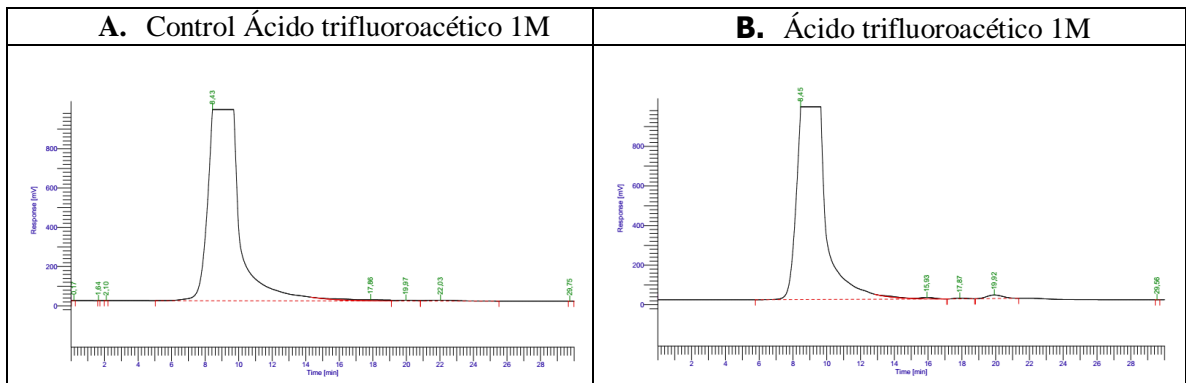 A. Control Ácido trifluoroacético 1M
B. Ácido trifluoroacético 1M
8,43
800
600
400
200
0
Response [mV]
0,17
1,64
2,10
17,86
19,97
22,03
29,75
2 4 6 8 10 12 14 16 18 20 22 24 26 28
Time [min]
8,45
800
600
400
200
0
Response [mV]
15,93
17,87
19,92
29,56
2 4 6 8 10 12 14 16 18 20 22 24 26 28
Time [min]